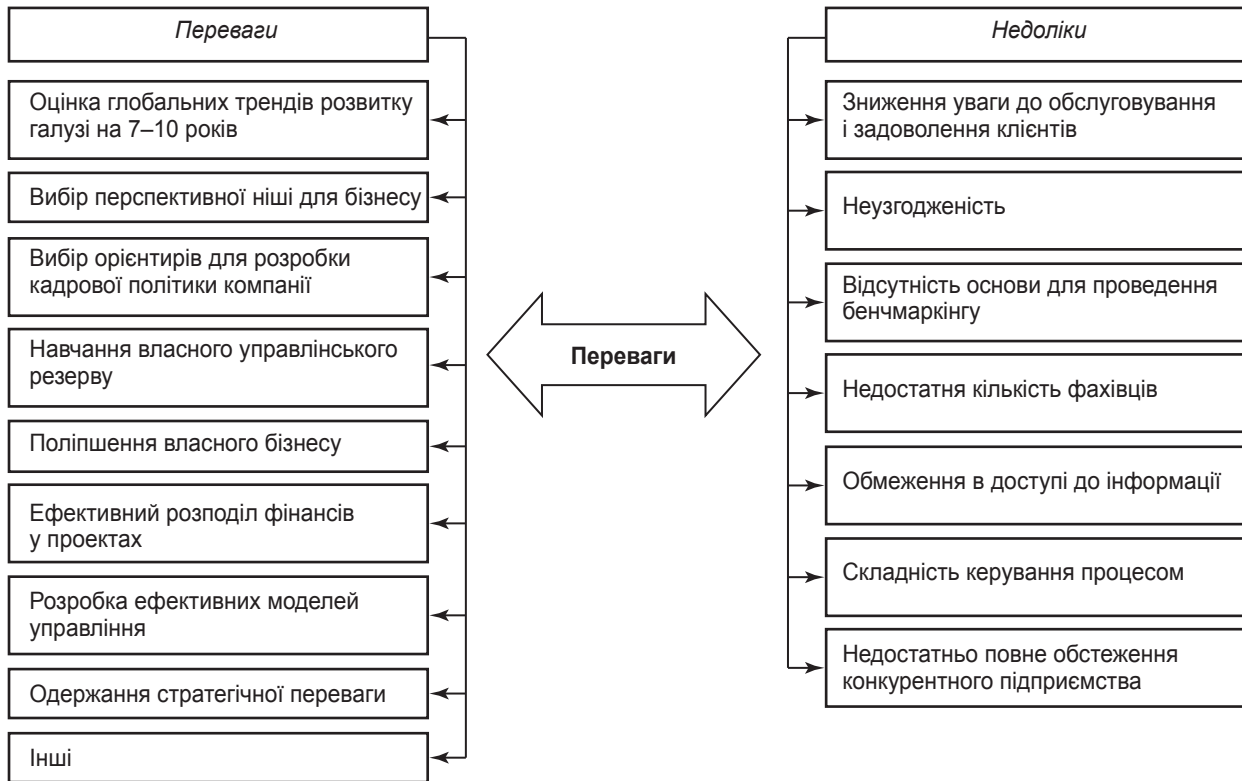 Переваги
Оцінка глобальних трендів розвитку
галузі на 7–10 років
Вибір перспективної ніші для бізнесу
Вибір орієнтирів для розробки
кадрової політики компанії
Навчання власного управлінського
резерву
Поліпшення власного бізнесу
Ефективний розподіл фінансів
у проектах
Розробка ефективних моделей
управління
Одержання стратегічної переваги
Інші
Переваги
Недоліки
Зниження уваги до обслуговування
і задоволення клієнтів
Неузгодженість
Відсутність основи для проведення
бенчмаркінгу
Недостатня кількість фахівців
Обмеження в доступі до інформації
Складність керування процесом
Недостатньо повне обстеження
конкурентного підприємства